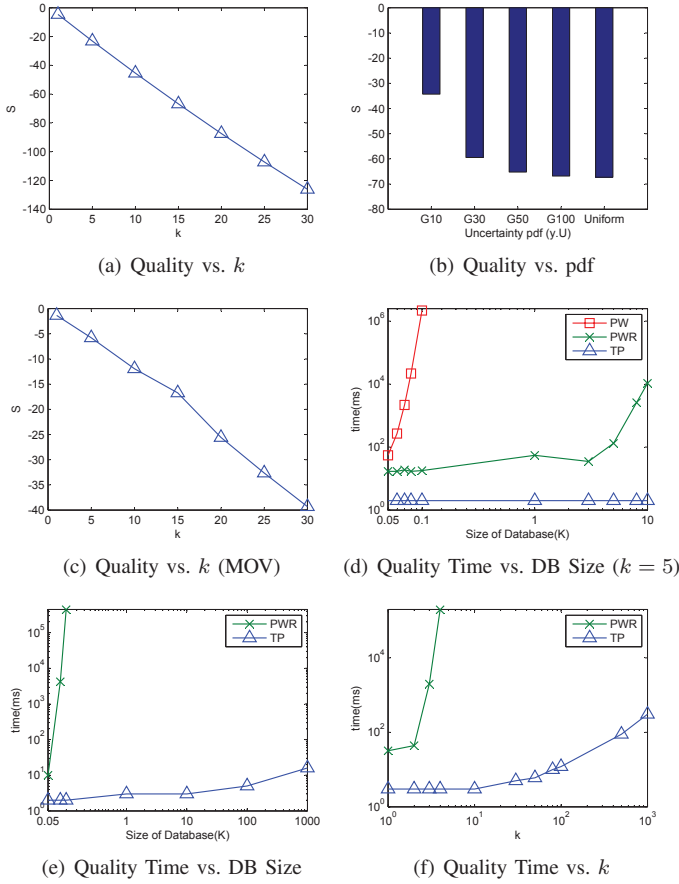 0
-20
-40
-60
-80
-100
-120
-140
S
0 5 10 15 20 25 30
k
(a) Quality vs. k
0
-10
-20
-30
-40
-50
-60
-70
-80
S
G10 G30 G50 G100 Uniform
Uncertainty pdf (y.U)
(b) Quality vs. pdf
0
-5
-10
-15
-20
-25
-30
-35
-40
S
0 5 10 15 20 25 30
k
(c) Quality vs. k (MOV)
10^6
10^4
10^2
10^0
time(ms)
PW
PWR
TP
0.05 0.1 1 10
Size of Database(K)
(d) Quality Time vs. DB Size (k = 5)
10^5
10^4
10^3
10^2
10^1
10^0
time(ms)
PWR
TP
0.05 1 10 100 1000
Size of Database(K)
(e) Quality Time vs. DB Size
10^4
10^2
10^0
time(ms)
PWR
TP
10^0 10^1 10^2 10^3
k
(f) Quality Time vs. k